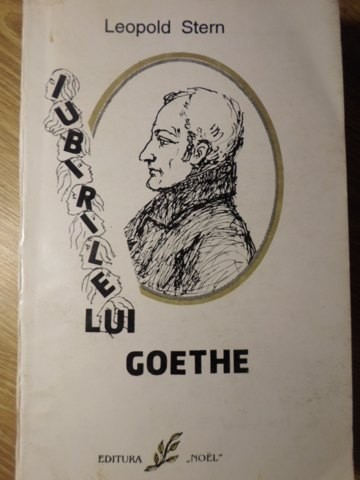 Leopold Stern
IUBIRILE
LUI
GOETHE
EDITURA „NOËL"